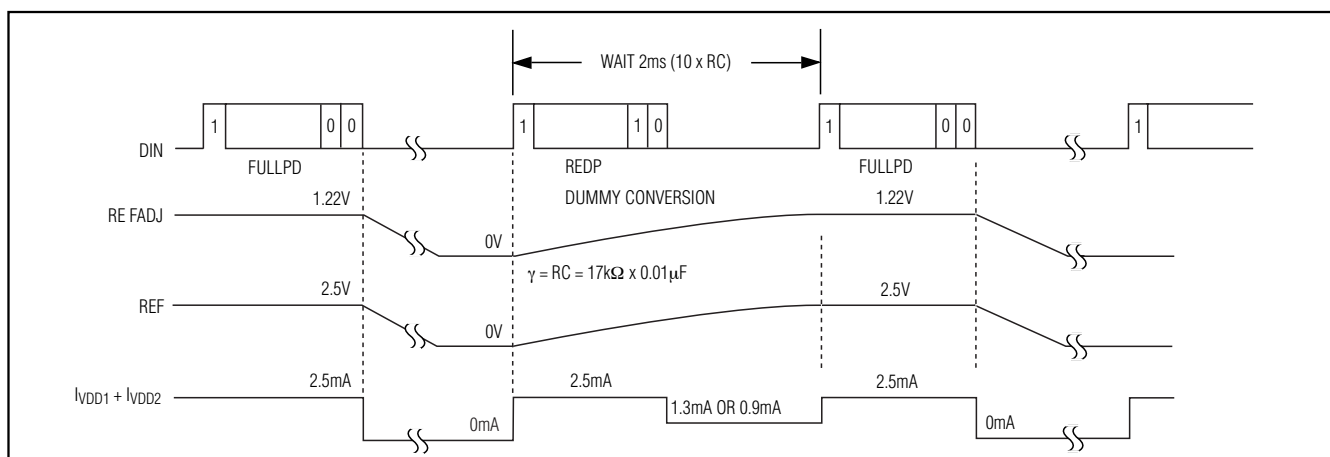 WAIT 2ms (10 x RC)
1 0 0 1 1 0 1 0 0 1
DIN
FULLPD REDP FULLPD
DUMMY CONVERSION
1.22V 1.22V
RE FADJ
0V
γ = RC = 17kΩ x 0.01μF
2.5V 2.5V
REF
0V
2.5mA 2.5mA 2.5mA
IVDD1 + IVDD2
1.3mA OR 0.9mA
0mA 0mA